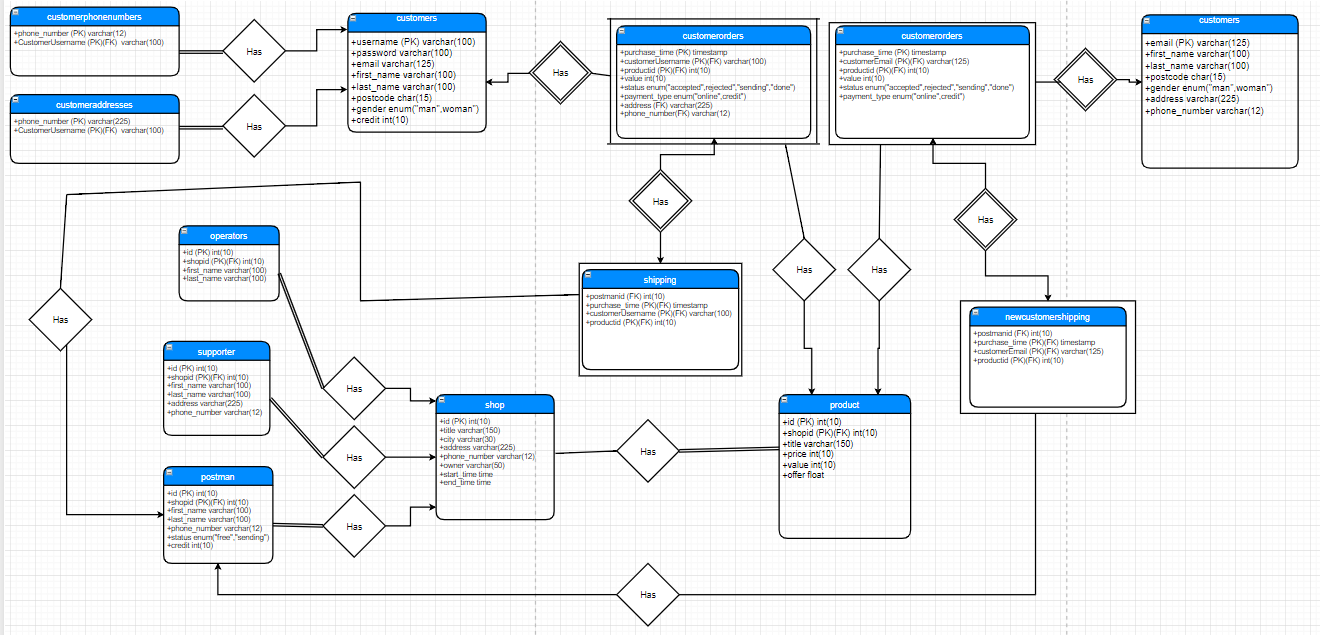 customerphonenumbers
+phone_number (PK) varchar(12)
+CustomerUsername (PK)(FK) varchar(100)
Has
customeraddresses
+phone_number (PK) varchar(225)
+CustomerUsername (PK)(FK) varchar(100)
Has
customers
+username (PK) varchar(100)
+password varchar(100)
+email varchar(125)
+first_name varchar(100)
+last_name varchar(100)
+postcode char(15)
+gender enum("man",woman")
+credit int(10)
Has
customerorders
+purchase_time (PK) timestamp
+customerUsername (PK)(FK) varchar(100)
+productid (PK)(FK) int(10)
+value int(10)
+status enum("accepted",rejected","sending","done")
+payment_type enum("online,credit")
+address (FK) varchar(225)
+phone_number(FK) varchar(12)
customerorders
+purchase_time (PK) timestamp
+customerEmail (PK)(FK) varchar(125)
+productid (PK)(FK) int(10)
+value int(10)
+status enum("accepted",rejected","sending","done")
+payment_type enum("online,credit")
Has
customers
+email (PK) varchar(125)
+first_name varchar(100)
+last_name varchar(100)
+postcode char(15)
+gender enum("man",woman")
+address varchar(225)
+phone_number varchar(12)
Has
Has
Has
Has
Has
operators
+id (PK) int(10)
+shopid (PK)(FK) int(10)
+first_name varchar(100)
+last_name varchar(100)
shipping
+postmanid (FK) int(10)
+purchase_time (PK)(FK) timestamp
+customerUsername (PK)(FK) varchar(100)
+productid (PK)(FK) int(10)
newcustomershipping
+postmanid (FK) int(10)
+purchase_time (PK)(FK) timestamp
+customerEmail (PK)(FK) varchar(125)
+productid (PK)(FK) int(10)
supporter
+id (PK) int(10)
+shopid (PK)(FK) int(10)
+first_name varchar(100)
+last_name varchar(100)
+address varchar(225)
+phone_number varchar(12)
Has
Has
Has
shop
+id (PK) int(10)
+title varchar(150)
+city varchar(30)
+address varchar(225)
+phone_number varchar(12)
+owner varchar(50)
+start_time time
+end_time time
Has
product
+id (PK) int(10)
+shopid (PK)(FK) int(10)
+title varchar(150)
+price int(10)
+value int(10)
+offer float
postman
+id (PK) int(10)
+shopid (PK)(FK) int(10)
+first_name varchar(100)
+last_name varchar(100)
+phone_number varchar(12)
+status enum("free","sending")
+credit int(10)
Has